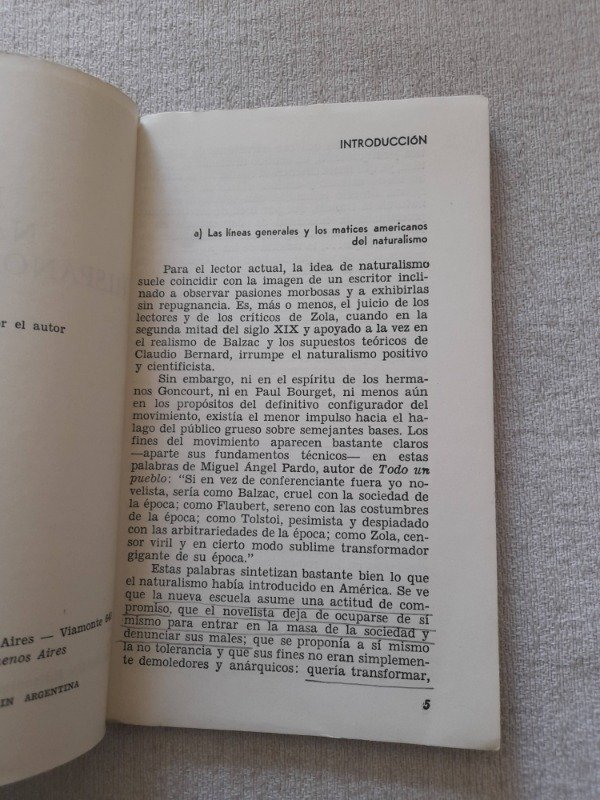 N
or el autor
Aires — Viamonte
enos Aires
IN ARGENTINA
INTRODUCCIÓN
a) Las líneas generales y los matices americanos
del naturalismo
Para el lector actual, la idea de naturalismo
suele coincidir con la imagen de un escritor incli-
nado a observar pasiones morbosas y a exhibirlas
sin repugnancia. Es, más o menos, el juicio de los
lectores y de los críticos de Zola, cuando en la
segunda mitad del siglo XIX y apoyado a la vez en
el realismo de Balzac y los supuestos teóricos de
Claudio Bernard, irrumpe el naturalismo positivo
y cientificista.
Sin embargo, ni en el espíritu de los herma-
nos Goncourt, ni en Paul Bourget, ni menos aún
en los propósitos del definitivo configurador del
movimiento, existía el menor impulso hacia el ha-
lago del público grueso sobre semejantes bases. Los
fines del movimiento aparecen bastante claros
—aparte sus fundamentos técnicos— en estas
palabras de Miguel Ángel Pardo, autor de Todo un
pueblo: "Si en vez de conferenciante fuera yo no-
velista, sería como Balzac, cruel con la sociedad de
la época; como Flaubert, sereno con las costumbres
de la época; como Tolstoi, pesimista y despiadado
con las arbitrariedades de la época; como Zola, cen-
sor viril y en cierto modo sublime transformador
gigante de su época."
Estas palabras sintetizan bastante bien lo que
el naturalismo había introducido en América. Se ve
que la nueva escuela asume una actitud de com-
promiso, que el novelista deja de ocuparse de sí
mismo para entrar en la masa de la sociedad y
denunciar sus males; que se proponía a sí mismo
la no tolerancia y que sus fines no eran simplemen-
te demoledores y anárquicos: quería transformar,
5